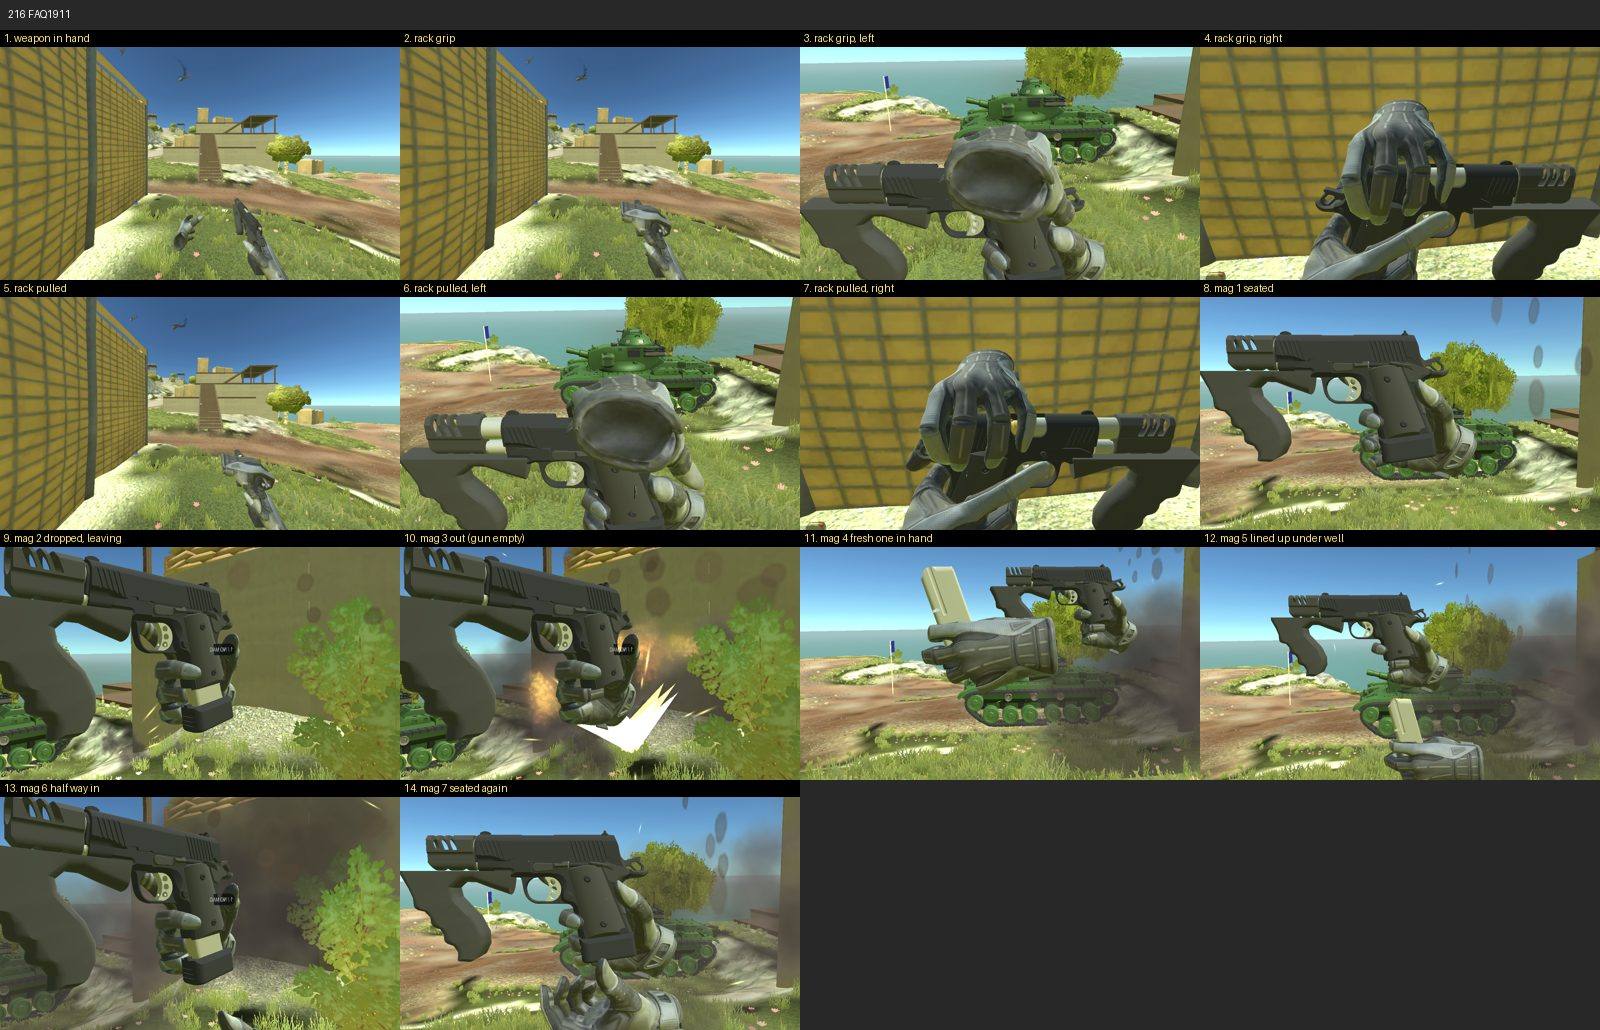 216 FAQ1911
1. weapon in hand
2. rack grip
3. rack grip, left
4. rack grip, right
5. rack pulled
6. rack pulled, left
7. rack pulled, right
8. mag 1 seated
9. mag 2 dropped, leaving
10. mag 3 out (gun empty)
11. mag 4 fresh one in hand
12. mag 5 lined up under well
13. mag 6 half way in
14. mag 7 seated again